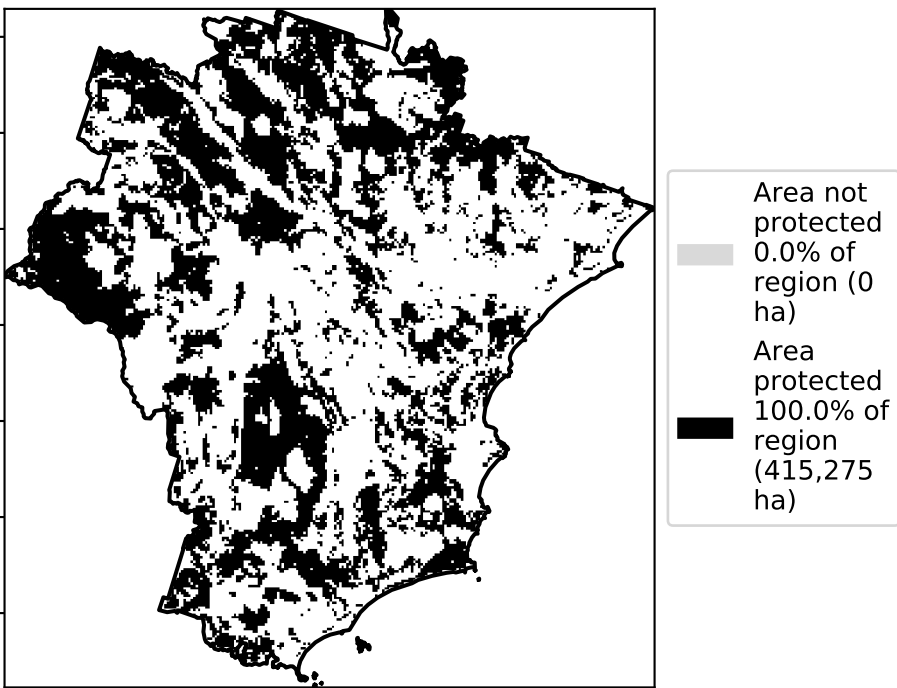 Area not
protected
0.0% of
region (0
ha)
Area
protected
100.0% of
region
(415,275
ha)